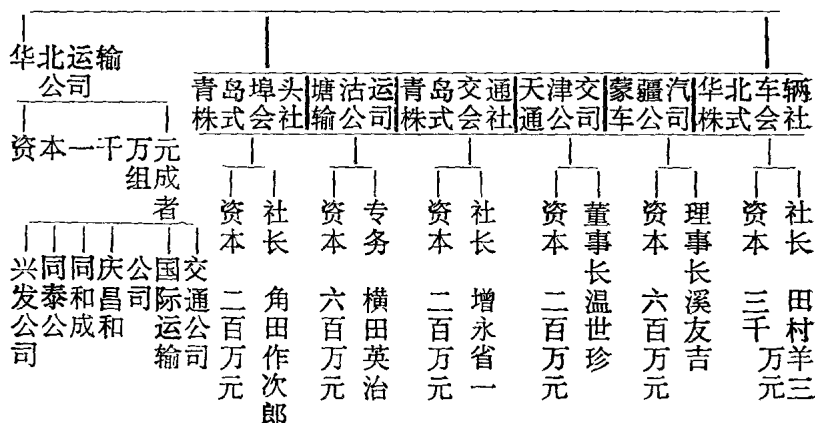 华北运输
公司
资本一千万元
组成者
兴发公司
同泰公
同和成
庆昌和
公司
国际运输
交通公司
青岛埠头
株式会社
资本 二百万元
社长 角田作次郎
塘沽运
输公司
资本 六百万元
专务 横田英治
青岛交通
株式会社
资本 二百万元
社长 增永省一
天津交
通公司
资本 二百万元
董事长温世珍
蒙疆汽
车公司
资本 六百万元
理事长溪友吉
华北车辆
株式会社
资本 三千万元
社长 田村羊三